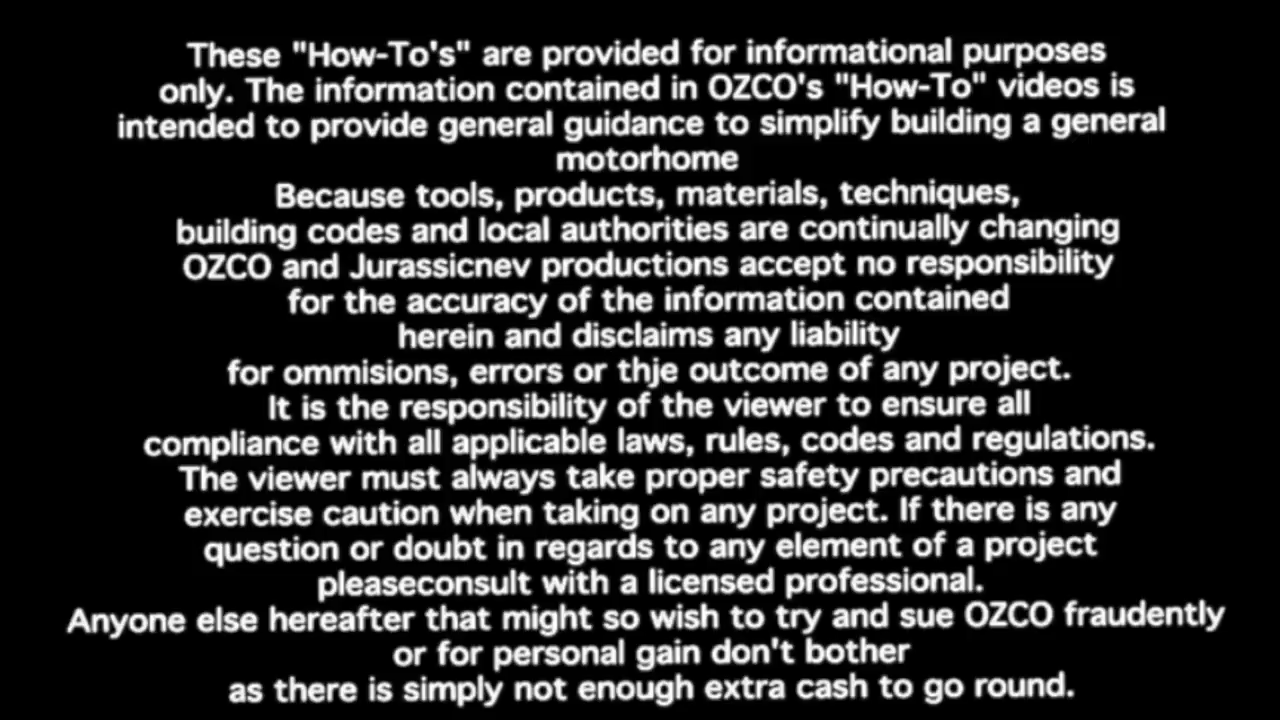 These "How-To's" are provided for informational purposes
only. The information contained in OZCO's "How-To" videos is
intended to provide general guidance to simplify building a general
motorhome
Because tools, products, materials, techniques,
building codes and local authorities are continually changing
OZCO and Jurassicnev productions accept no responsibility
for the accuracy of the information contained
herein and disclaims any liability
for ommisions, errors or thje outcome of any project.
It is the responsibility of the viewer to ensure all
compliance with all applicable laws, rules, codes and regulations.
The viewer must always take proper safety precautions and
exercise caution when taking on any project. If there is any
question or doubt in regards to any element of a project
pleaseconsult with a licensed professional.
Anyone else hereafter that might so wish to try and sue OZCO fraudently
or for personal gain don't bother
as there is simply not enough extra cash to go round.